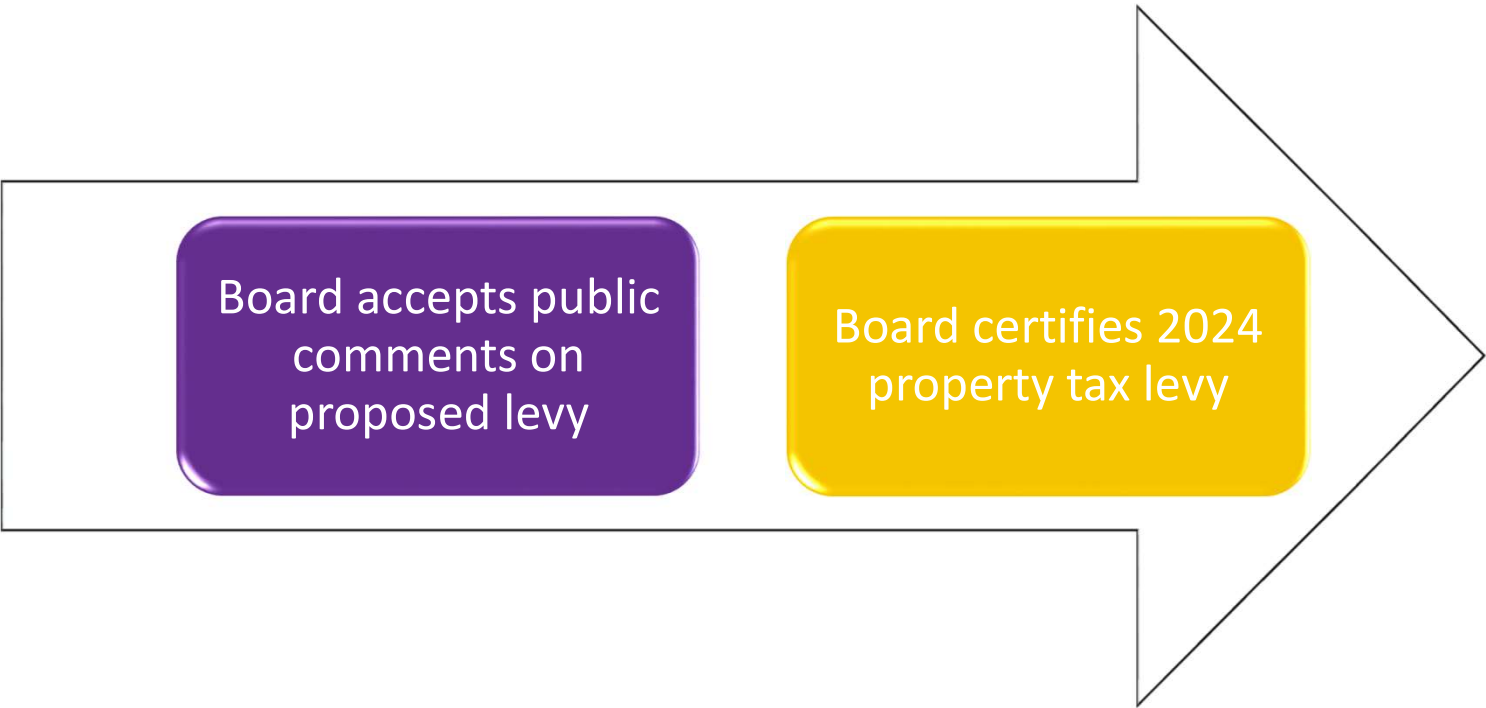 Board accepts public
comments on
proposed levy
Board certifies 2024
property tax levy